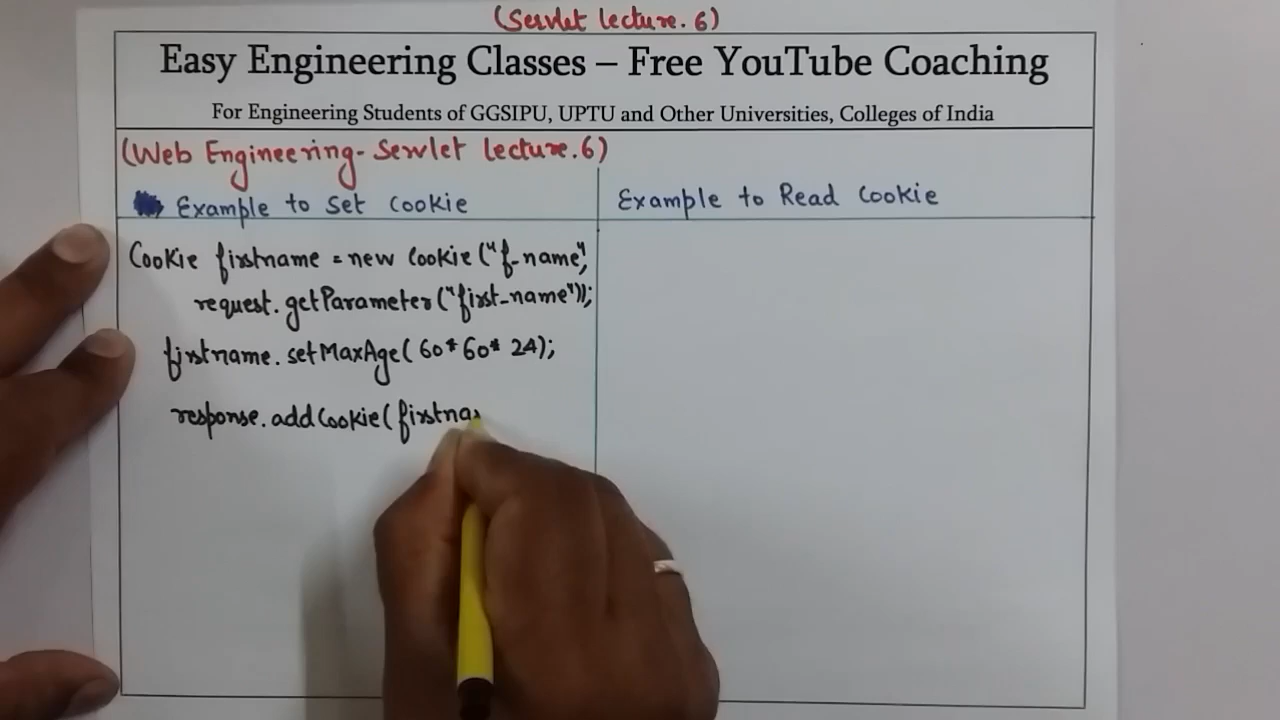 (Servlet lecture.6)
Easy Engineering Classes – Free YouTube Coaching
For Engineering Students of GGSIPU, UPTU and Other Universities, Colleges of India
(Web Engineering- Servlet lecture.6)
Example to Set Cookie
Cookie firstname = new Cookie("f-name",
request.getParameter("first-name"));
firstname.setMaxAge(60*60*24);
response.addCookie(firstna
Example to Read Cookie